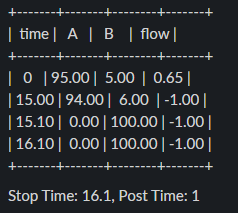 +-------+-------+-------+-------+
| time | A | B | flow |
+-------+-------+-------+-------+
| 0 | 95.00 | 5.00 | 0.65 |
| 15.00 | 94.00 | 6.00 | -1.00 |
| 15.10 | 0.00 | 100.00 | -1.00 |
| 16.10 | 0.00 | 100.00 | -1.00 |
+-------+-------+-------+-------+
Stop Time: 16.1, Post Time: 1